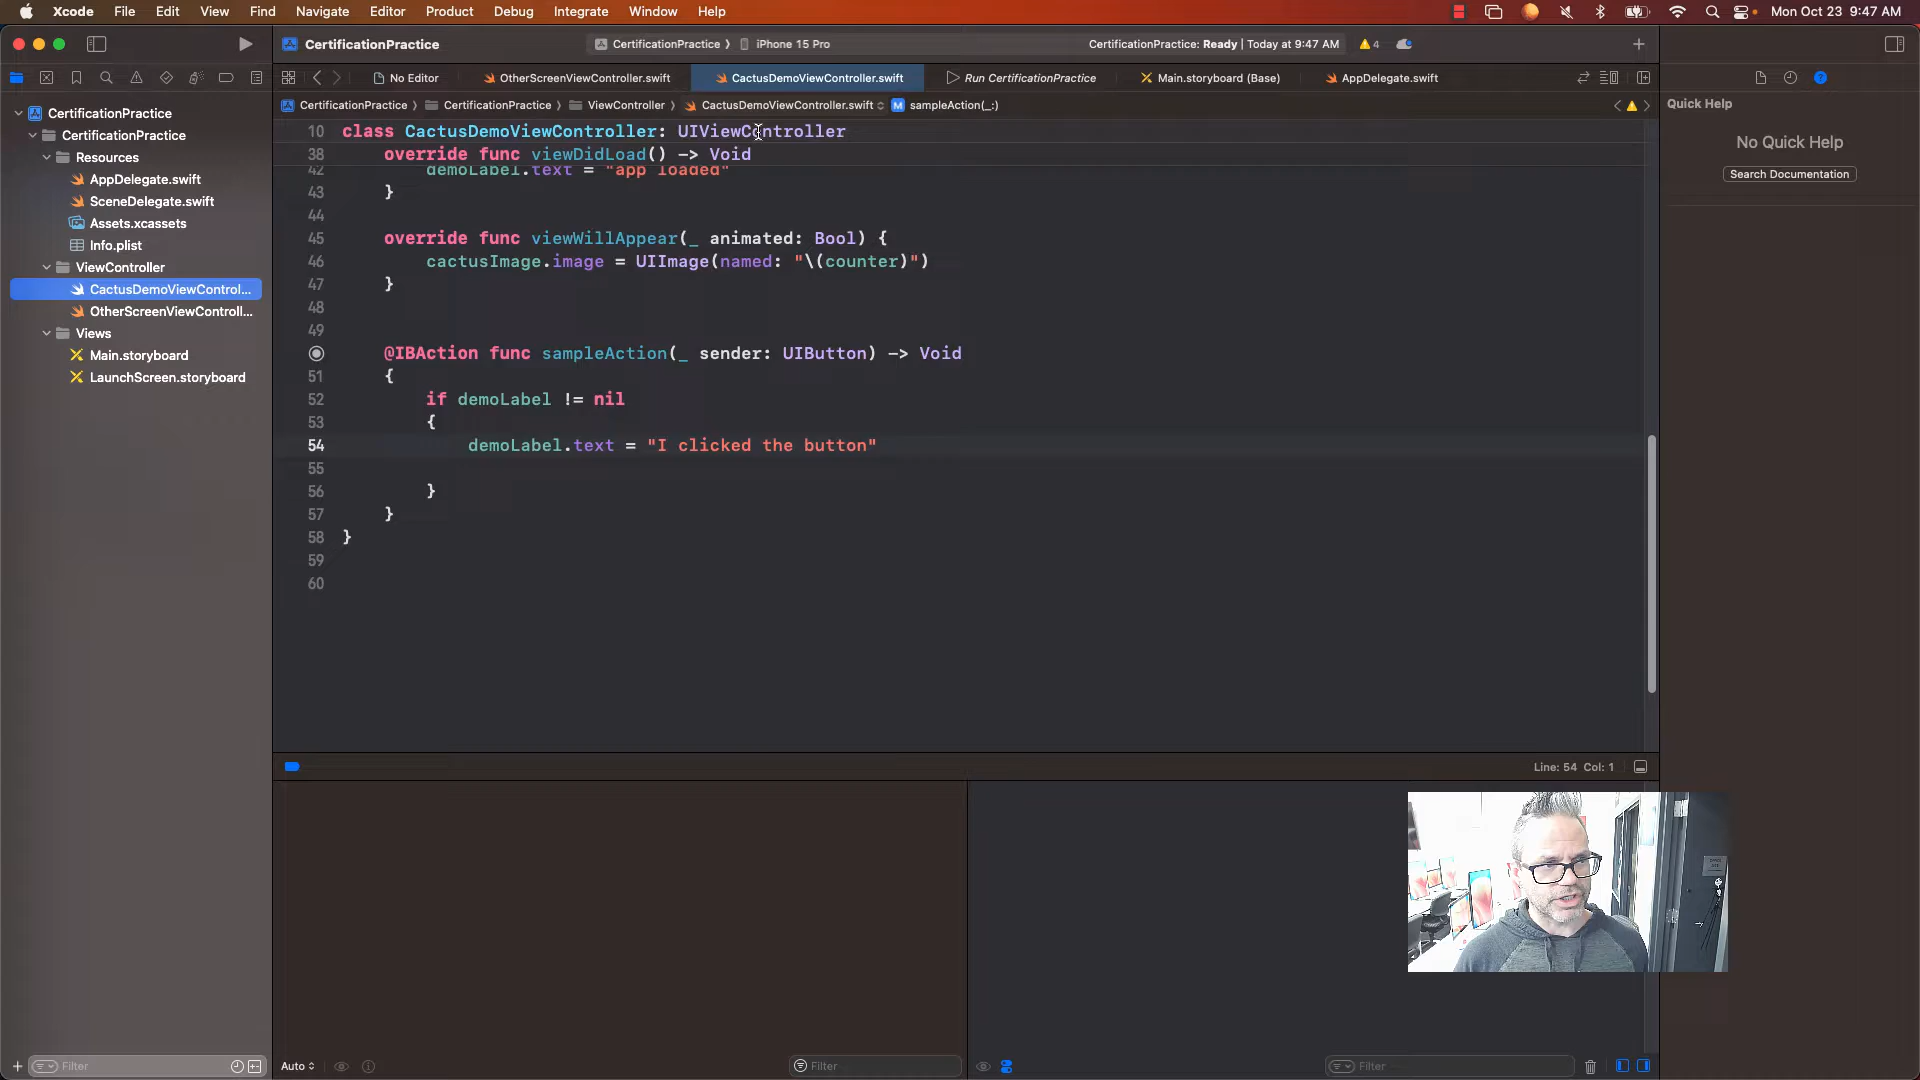 Xcode File Edit View Find Navigate Editor Product Debug Integrate Window Help Mon Oct 23 9:47 AM
CertificationPractice CertificationPractice iPhone 15 Pro CertificationPractice: Ready | Today at 9:47 AM 4
No Editor OtherScreenViewController.swift CactusDemoViewController.swift Run CertificationPractice Main.storyboard (Base) AppDelegate.swift
CertificationPractice CertificationPractice ViewController CactusDemoViewController.swift M sampleAction(_:)
CertificationPractice
CertificationPractice
Resources
AppDelegate.swift
SceneDelegate.swift
Assets.xcassets
Info.plist
ViewController
CactusDemoViewControl...
OtherScreenViewControll...
Views
Main.storyboard
LaunchScreen.storyboard
Filter
10 class CactusDemoViewController: UIViewController
38 override func viewDidLoad() -> Void
42 demoLabel.text = "app loaded"
43 }
44
45 override func viewWillAppear(_ animated: Bool) {
46 cactusImage.image = UIImage(named: "\(counter)")
47 }
48
49
@IBAction func sampleAction(_ sender: UIButton) -> Void
51 {
52 if demoLabel != nil
53 {
54 demoLabel.text = "I clicked the button"
55
56 }
57 }
58 }
59
60
Line: 54 Col: 1
Auto Filter Filter
Quick Help
No Quick Help
Search Documentation